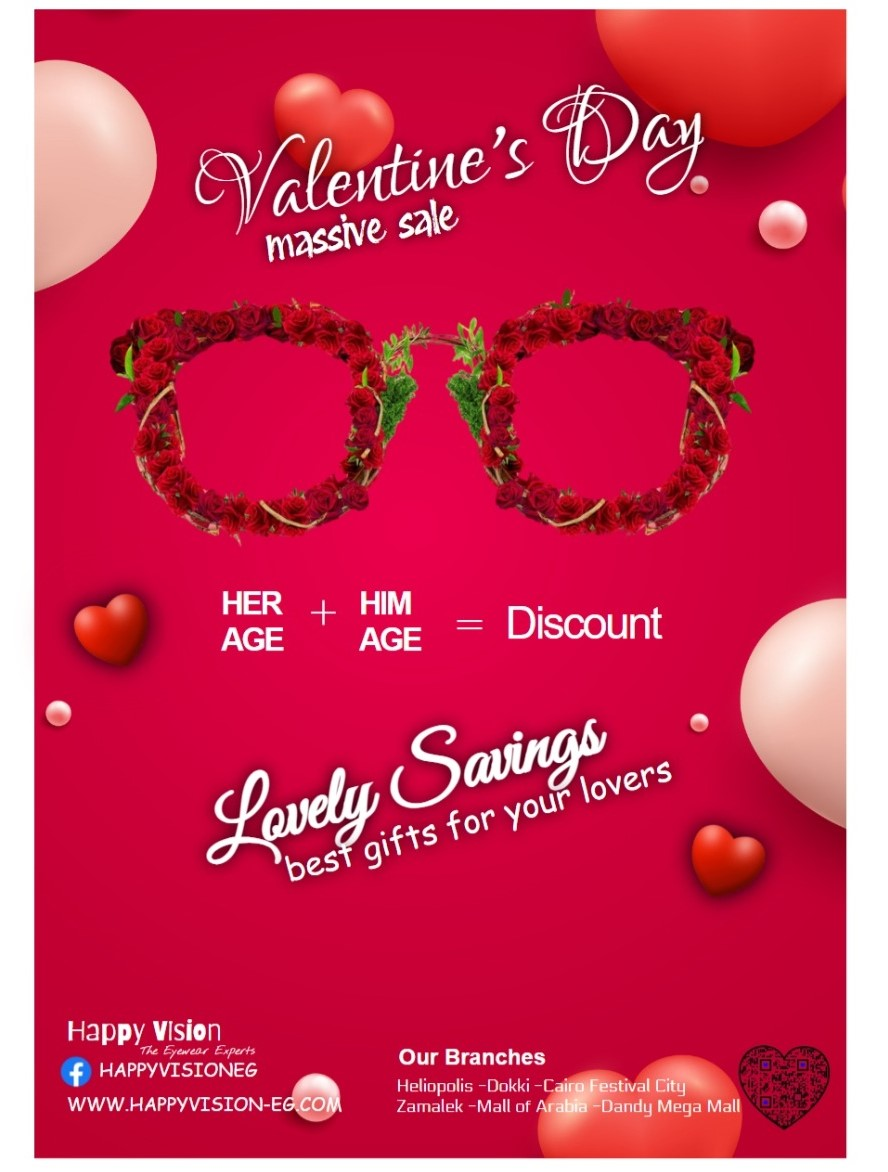 Valentine's Day
massive sale
HER AGE + HIM AGE = Discount
Lovely Savings
best gifts for your lovers
Happy Vision
The Eyewear Experts
HAPPYVISIONEG
WWW.HAPPYVISION-EG.COM
Our Branches
Heliopolis -Dokki -Cairo Festival City
Zamalek -Mall of Arabia -Dandy Mega Mall